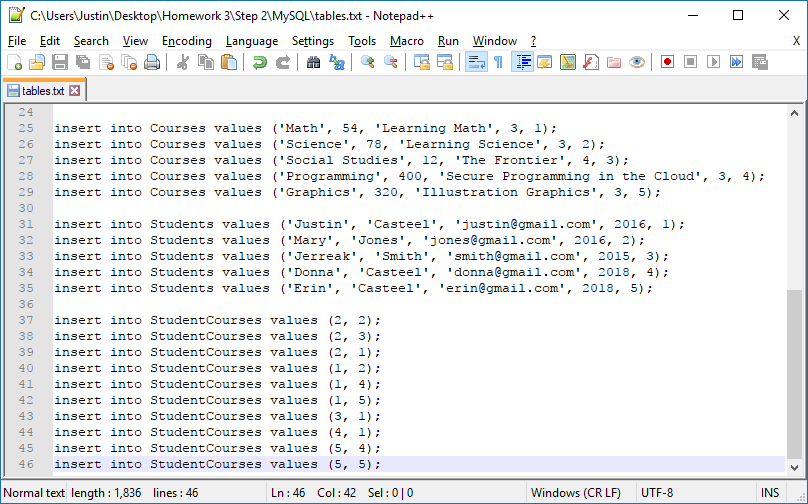 C:\Users\Justin\Desktop\Homework 3\Step 2\MySQL\tables.txt - Notepad++
File Edit Search View Encoding Language Settings Tools Macro Run Window ? X
tables.txt
24
25 insert into Courses values ('Math', 54, 'Learning Math', 3, 1);
26 insert into Courses values ('Science', 78, 'Learning Science', 3, 2);
27 insert into Courses values ('Social Studies', 12, 'The Frontier', 4, 3);
28 insert into Courses values ('Programming', 400, 'Secure Programming in the Cloud', 3, 4);
29 insert into Courses values ('Graphics', 320, 'Illustration Graphics', 3, 5);
30
31 insert into Students values ('Justin', 'Casteel', 'justin@gmail.com', 2016, 1);
32 insert into Students values ('Mary', 'Jones', 'jones@gmail.com', 2016, 2);
33 insert into Students values ('Jerreak', 'Smith', 'smith@gmail.com', 2015, 3);
34 insert into Students values ('Donna', 'Casteel', 'donna@gmail.com', 2018, 4);
35 insert into Students values ('Erin', 'Casteel', 'erin@gmail.com', 2018, 5);
36
37 insert into StudentCourses values (2, 2);
38 insert into StudentCourses values (2, 3);
39 insert into StudentCourses values (2, 1);
40 insert into StudentCourses values (1, 2);
41 insert into StudentCourses values (1, 4);
42 insert into StudentCourses values (1, 5);
43 insert into StudentCourses values (3, 1);
44 insert into StudentCourses values (4, 1);
45 insert into StudentCourses values (5, 4);
46 insert into StudentCourses values (5, 5);
Normal text length : 1,836 lines : 46 Ln : 46 Col : 42 Sel : 0 | 0 Windows (CR LF) UTF-8 INS